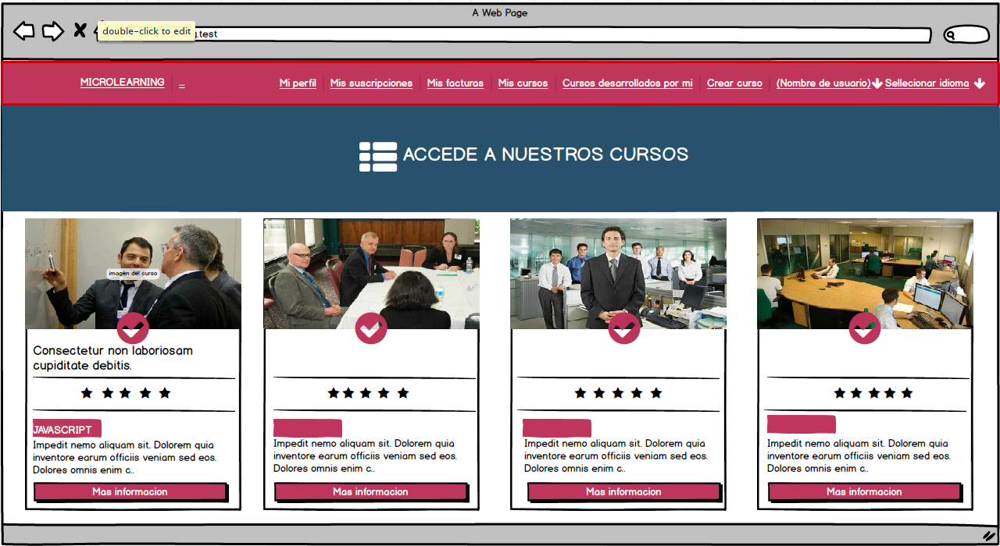 A Web Page
double-click to edit
.test
MICROLEARNING ... Mi perfil Mis suscripciones Mis facturas Mis cursos Cursos desarrollados por mi Crear curso (Nombre de usuario) Sellecionar idioma
ACCEDE A NUESTROS CURSOS
imagen del curso
Consectetur non laboriosam
cupiditate debitis.
JAVASCRIPT
Impedit nemo aliquam sit. Dolorem quia
inventore earum officiis veniam sed eos.
Dolores omnis enim c..
Mas informacion
Impedit nemo aliquam sit. Dolorem quia
inventore earum officiis veniam sed eos.
Dolores omnis enim c..
Mas informacion
Impedit nemo aliquam sit. Dolorem quia
inventore earum officiis veniam sed eos.
Dolores omnis enim c..
Mas informacion
Impedit nemo aliquam sit. Dolorem quia
inventore earum officiis veniam sed eos.
Dolores omnis enim c..
Mas informacion